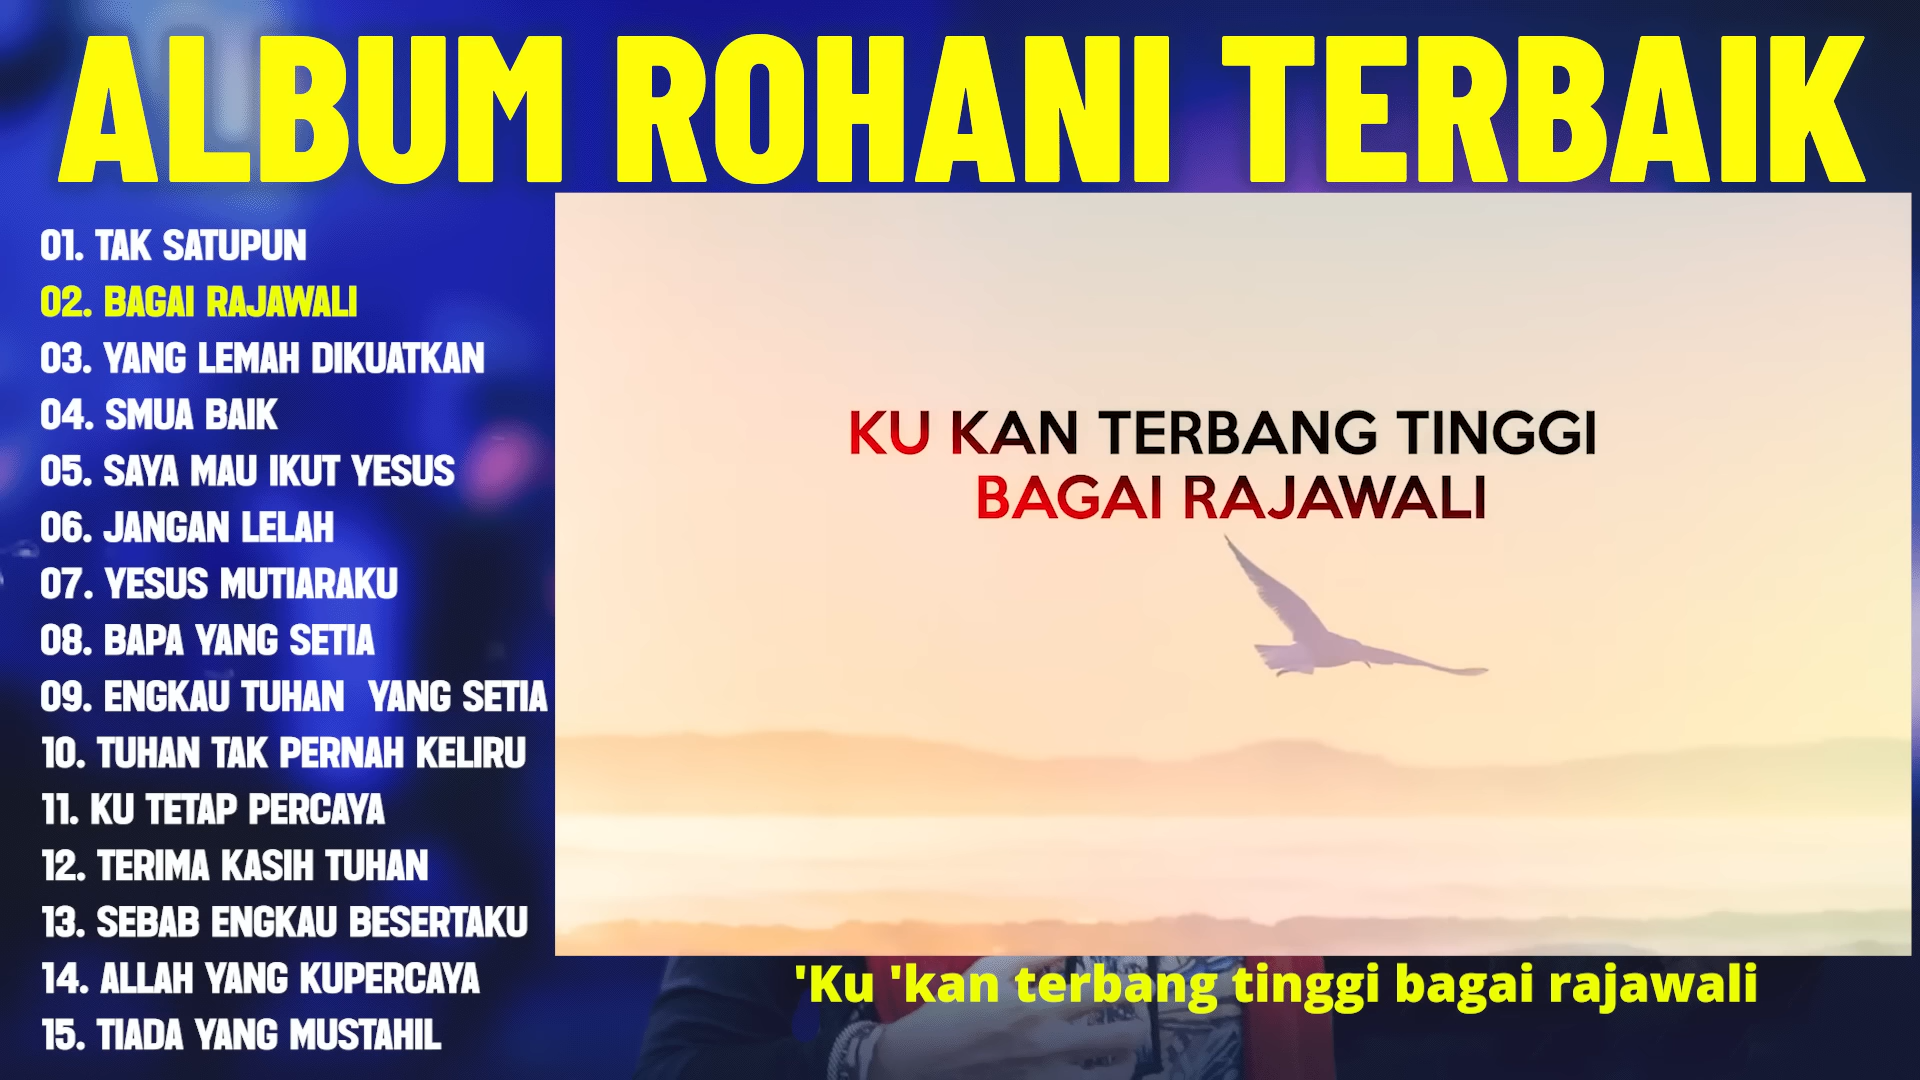 ALBUM ROHANI TERBAIK
01. TAK SATUPUN
02. BAGAI RAJAWALI
03. YANG LEMAH DIKUATKAN
04. SMUA BAIK
05. SAYA MAU IKUT YESUS
06. JANGAN LELAH
07. YESUS MUTIARAKU
08. BAPA YANG SETIA
09. ENGKAU TUHAN  YANG SETIA
10. TUHAN TAK PERNAH KELIRU
11. KU TETAP PERCAYA
12. TERIMA KASIH TUHAN
13. SEBAB ENGKAU BESERTAKU
14. ALLAH YANG KUPERCAYA
15. TIADA YANG MUSTAHIL
KU KAN TERBANG TINGGI
BAGAI RAJAWALI
'Ku 'kan terbang tinggi bagai rajawali